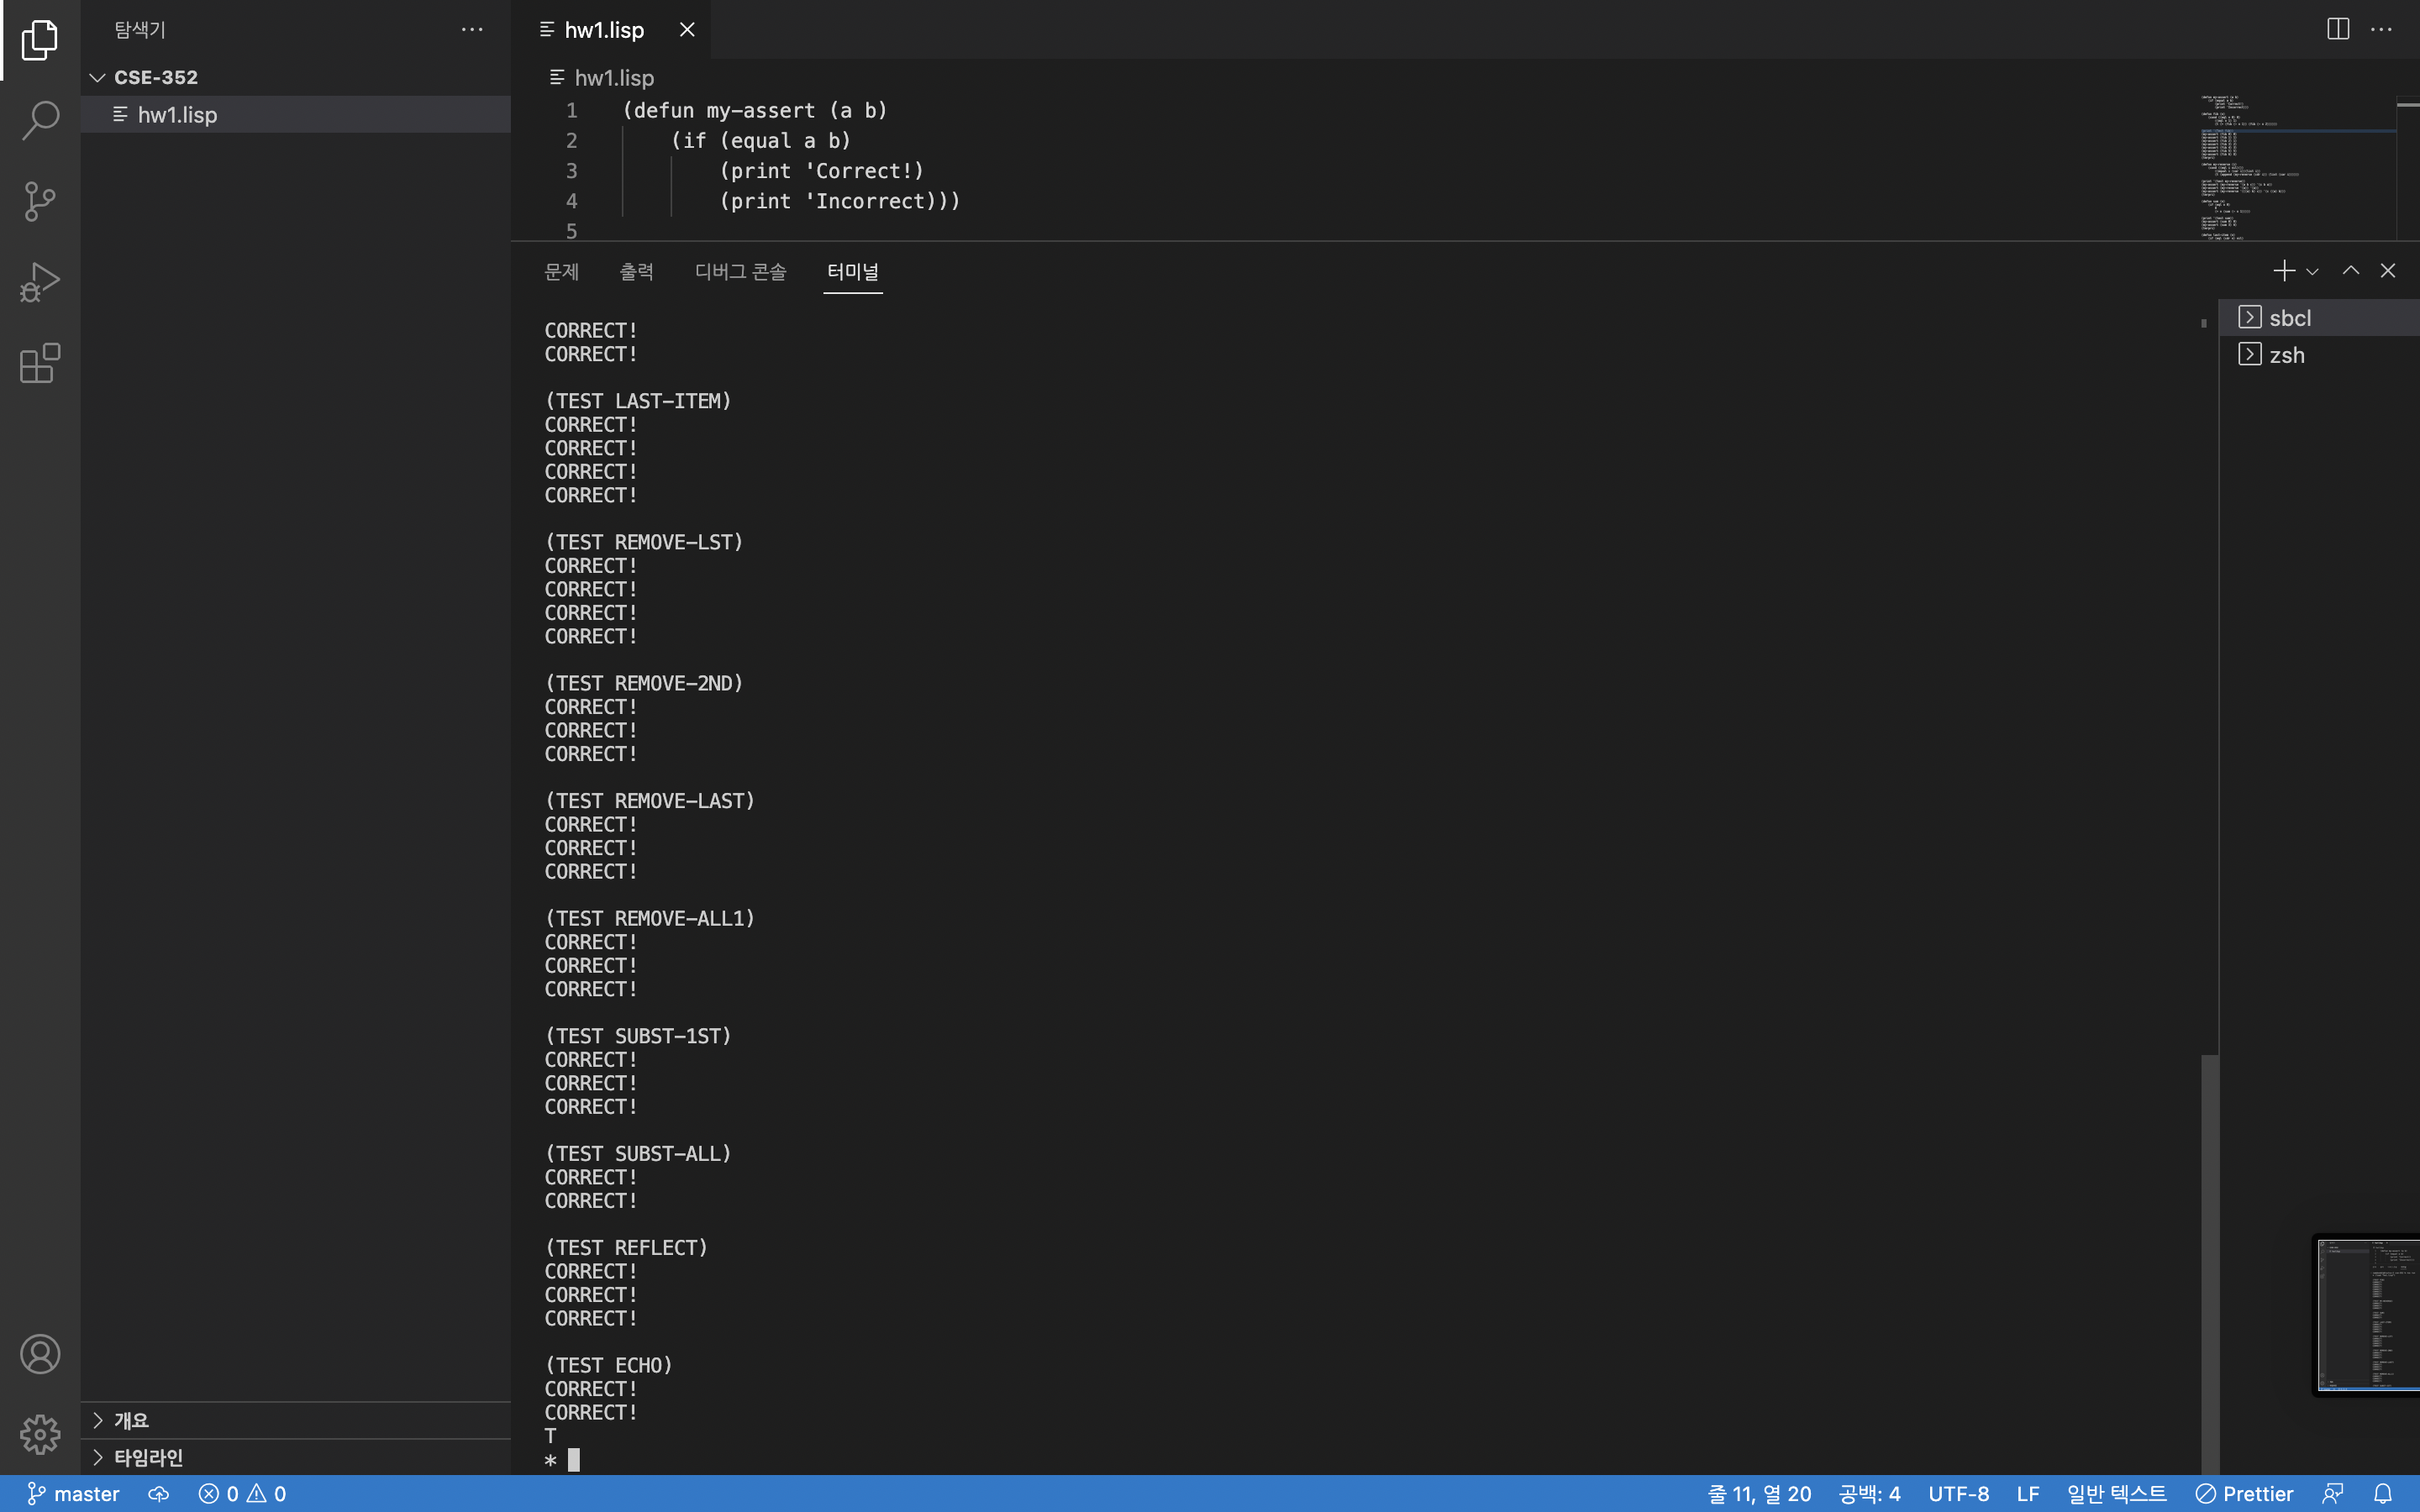 탐색기
CSE-352
hw1.lisp
hw1.lisp
hw1.lisp
1 (defun my-assert (a b)
2 (if (equal a b)
3 (print 'Correct!)
4 (print 'Incorrect)))
5
문제 출력 디버그 콘솔 터미널
sbcl
zsh
CORRECT!
CORRECT!
(TEST LAST-ITEM)
CORRECT!
CORRECT!
CORRECT!
CORRECT!
(TEST REMOVE-LST)
CORRECT!
CORRECT!
CORRECT!
CORRECT!
(TEST REMOVE-2ND)
CORRECT!
CORRECT!
CORRECT!
(TEST REMOVE-LAST)
CORRECT!
CORRECT!
CORRECT!
(TEST REMOVE-ALL1)
CORRECT!
CORRECT!
CORRECT!
(TEST SUBST-1ST)
CORRECT!
CORRECT!
CORRECT!
(TEST SUBST-ALL)
CORRECT!
CORRECT!
(TEST REFLECT)
CORRECT!
CORRECT!
CORRECT!
(TEST ECHO)
CORRECT!
CORRECT!
T
*
개요
타임라인
master 0 0 줄 11, 열 20 공백: 4 UTF-8 LF 일반 텍스트 Prettier